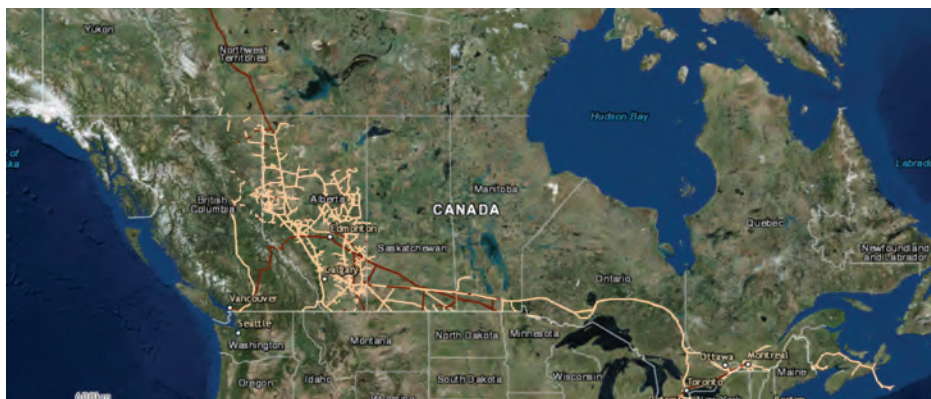 Yukon
Northwest
Territories
Hudson Bay
British
Columbia
Alberta
Manitoba
CANADA
Edmonton
Saskatchewan
Quebec
Newfoundland
and Labrador
Calgary
Ontario
Vancouver
Seattle
Washington
Montana
North Dakota
Minnesota
Ottawa
Montreal
Maine
Oregon
Idaho
South Dakota
Wisconsin
Toronto